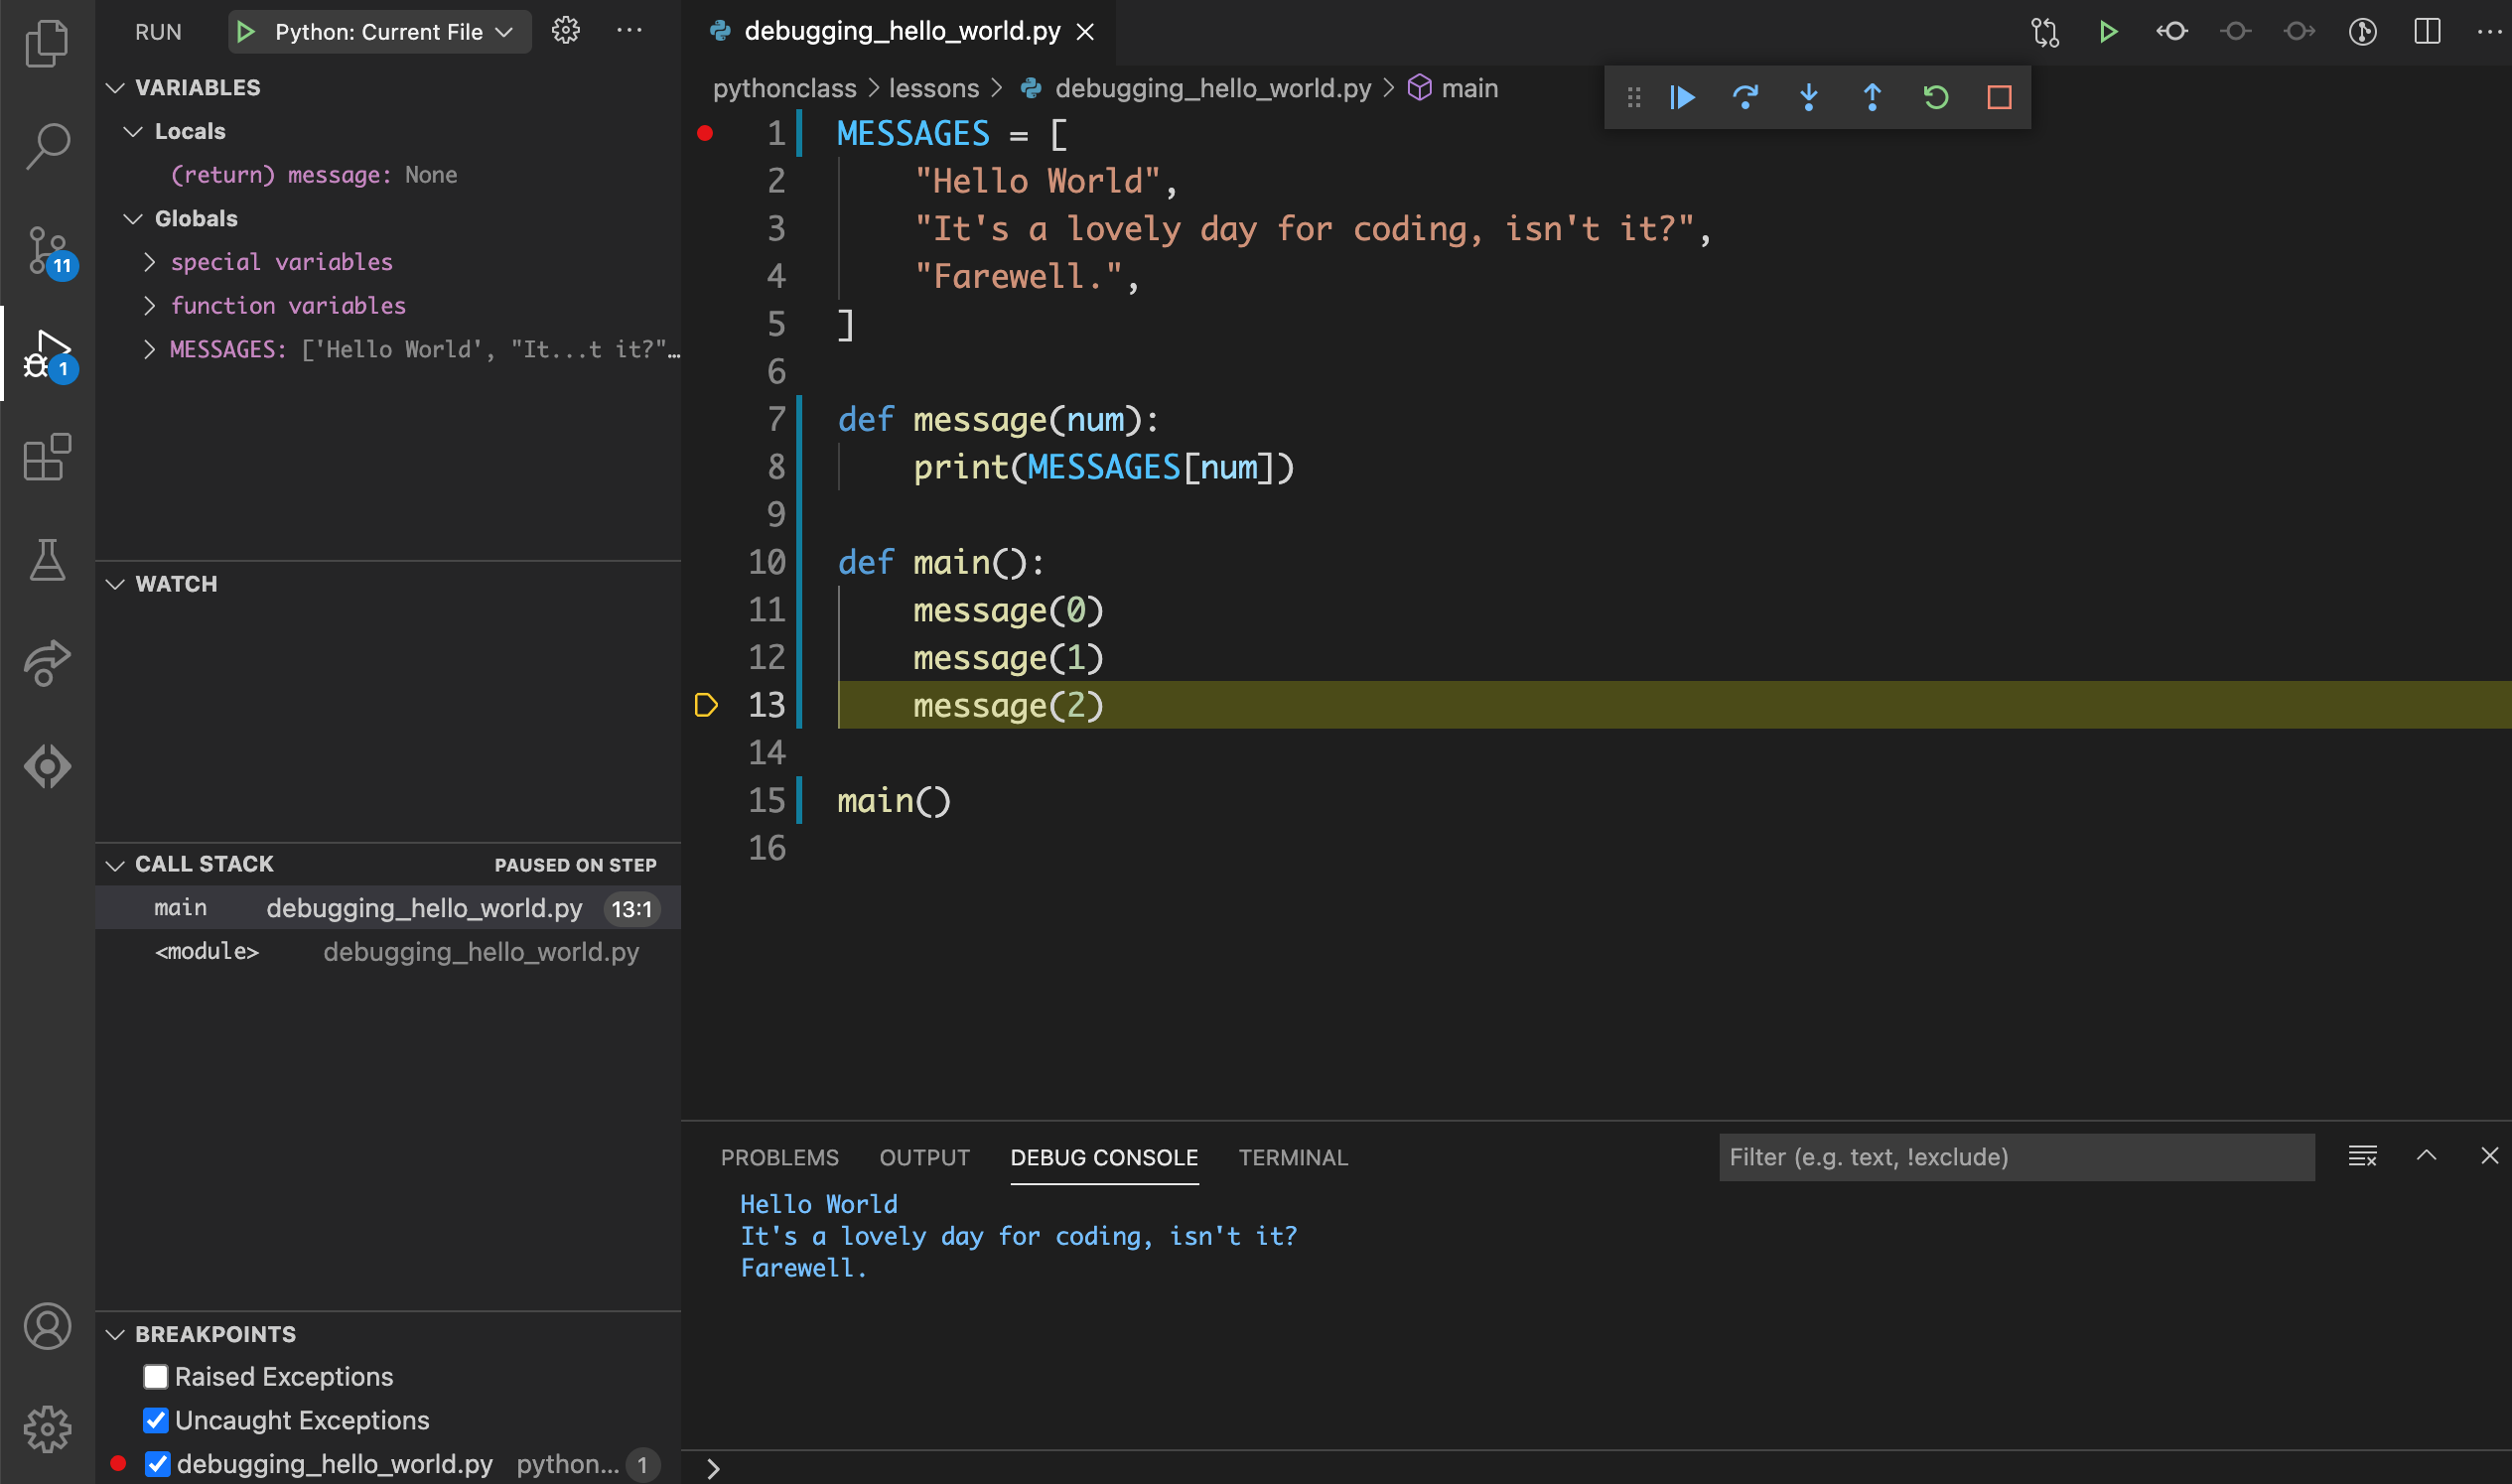 RUN Python: Current File
VARIABLES
Locals
(return) message: None
Globals
special variables
function variables
MESSAGES: ['Hello World', "It...t it?"…
11
1
WATCH
CALL STACK PAUSED ON STEP
main debugging_hello_world.py 13:1
<module> debugging_hello_world.py
BREAKPOINTS
Raised Exceptions
Uncaught Exceptions
debugging_hello_world.py python... 1
debugging_hello_world.py
pythonclass > lessons > debugging_hello_world.py > main
1 MESSAGES = [
2     "Hello World",
3     "It's a lovely day for coding, isn't it?",
4     "Farewell.",
5 ]
6
7 def message(num):
8     print(MESSAGES[num])
9
10 def main():
11     message(0)
12     message(1)
13     message(2)
14
15 main()
16
PROBLEMS OUTPUT DEBUG CONSOLE TERMINAL Filter (e.g. text, !exclude)
Hello World
It's a lovely day for coding, isn't it?
Farewell.